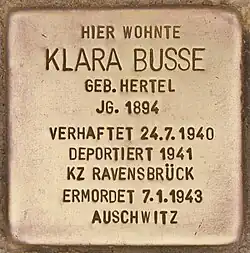 HIER WOHNTE
KLARA BUSSE
GEB. HERTEL
JG. 1894
VERHAFTET 24.7.1940
DEPORTIERT 1941
KZ RAVENSBRÜCK
ERMORDET 7.1.1943
AUSCHWITZ